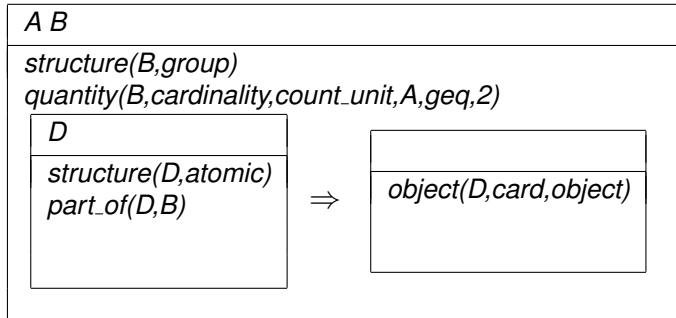 A B
structure(B,group)
quantity(B,cardinality,count_unit,A,geq,2)
D
structure(D,atomic)
part_of(D,B)
⇒
object(D,card,object)